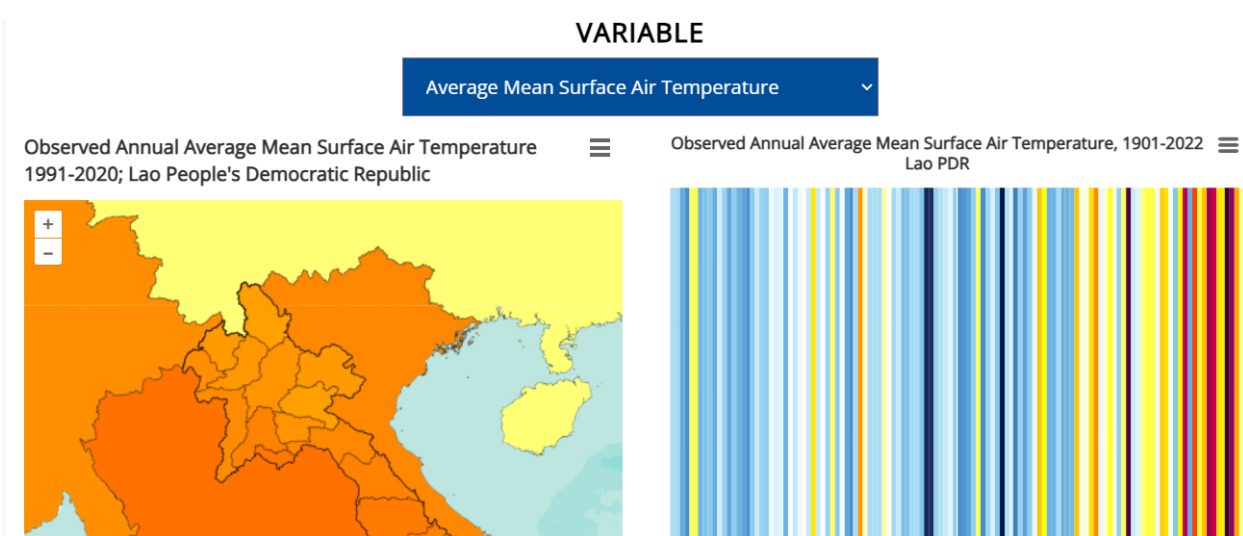 VARIABLE
Average Mean Surface Air Temperature
Observed Annual Average Mean Surface Air Temperature
1991-2020; Lao People's Democratic Republic
+
−
Observed Annual Average Mean Surface Air Temperature, 1901-2022
Lao PDR